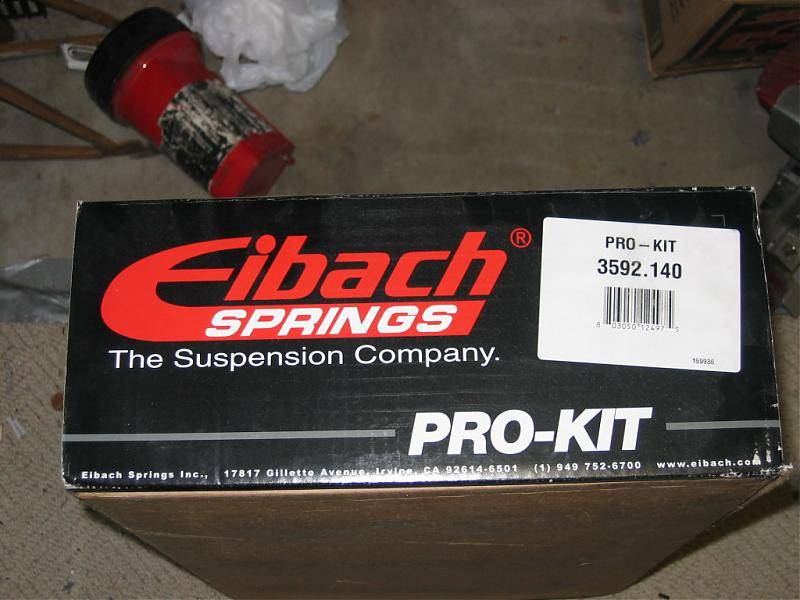 Eibach®
SPRINGS
The Suspension Company.
PRO-KIT
3592.140
8 03050 12497 5
159936
PRO-KIT
Eibach Springs Inc., 17817 Gillette Avenue, Irvine, CA 92614-6501 (1) 949 752-6700 www.eibach.com